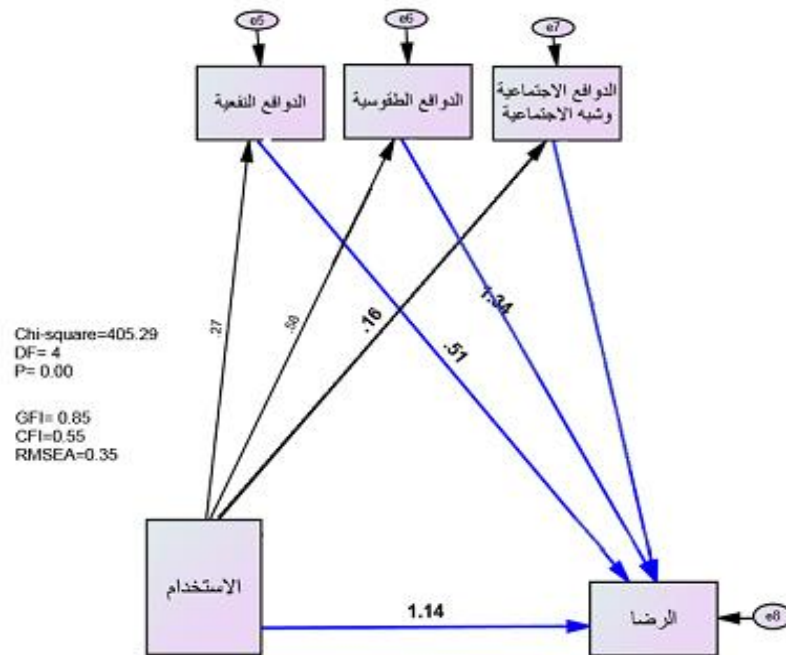 e5
e6
e7
الدوافع النفعية
الدوافع الطقوسية
الدوافع الاجتماعية
وشبه الاجتماعية
.27
.16
1.34
.51
Chi-square=405.29
DF= 4
P= 0.00
GFI= 0.85
CFI=0.55
RMSEA=0.35
الاستخدام
1.14
الرضا
e8